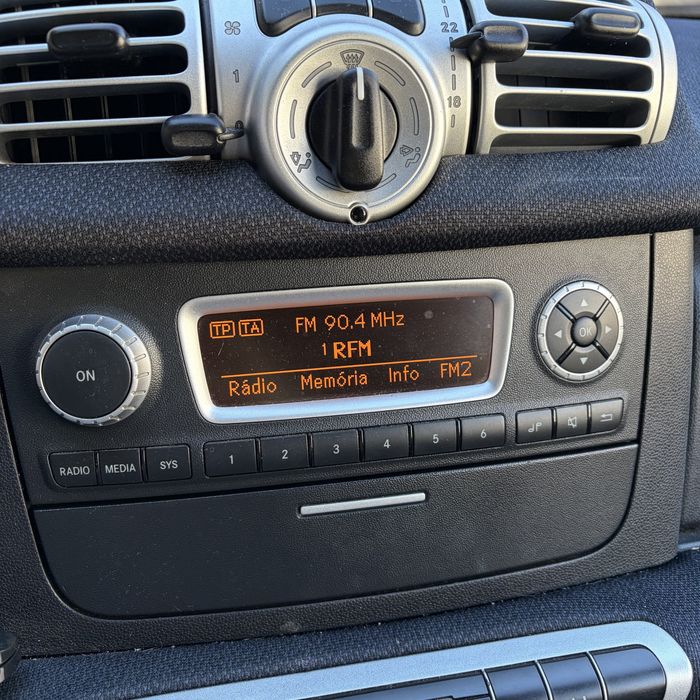 22
1
18
TP TA FM 90.4 MHz
1 RFM
Rádio Memória Info FM2
ON
OK
RADIO MEDIA SYS 1 2 3 4 5 6